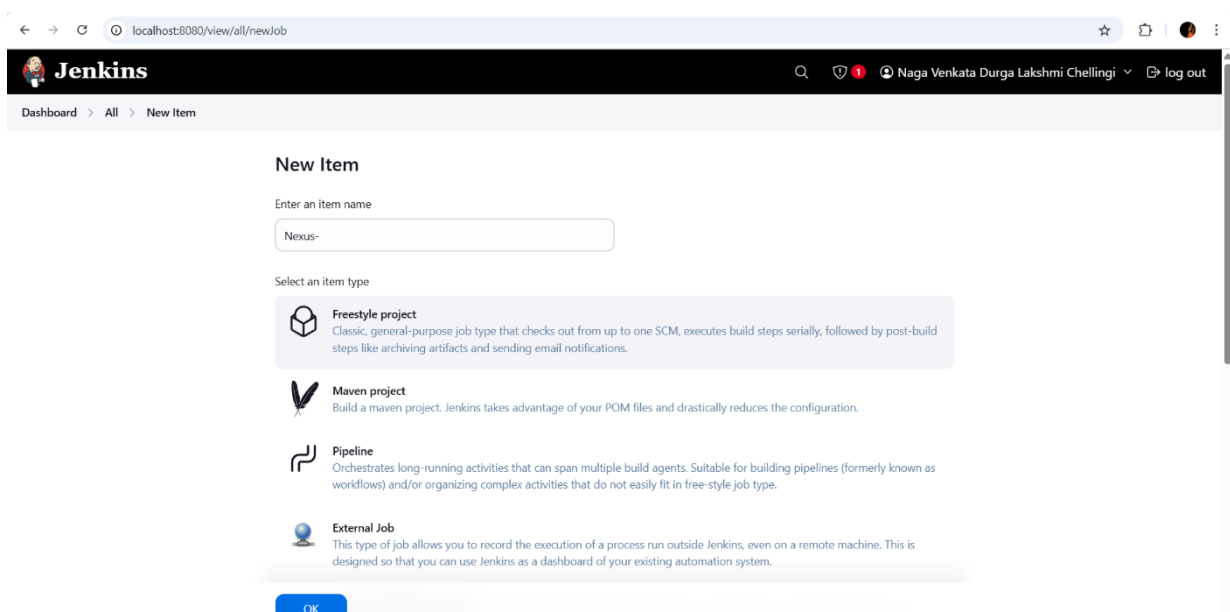 localhost:8080/view/all/newJob
Jenkins
1
Naga Venkata Durga Lakshmi Chellingi
log out
Dashboard > All > New Item
New Item
Enter an item name
Nexus-
Select an item type
Freestyle project
Classic, general-purpose job type that checks out from up to one SCM, executes build steps serially, followed by post-build
steps like archiving artifacts and sending email notifications.
Maven project
Build a maven project. Jenkins takes advantage of your POM files and drastically reduces the configuration.
Pipeline
Orchestrates long-running activities that can span multiple build agents. Suitable for building pipelines (formerly known as
workflows) and/or organizing complex activities that do not easily fit in free-style job type.
External Job
This type of job allows you to record the execution of a process run outside Jenkins, even on a remote machine. This is
designed so that you can use Jenkins as a dashboard of your existing automation system.
OK